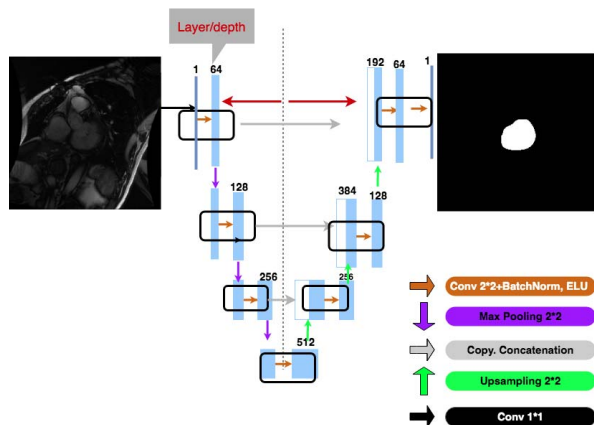 Layer/depth
1 64
192 64 1
128
384
128
256
256
512
Conv 2*2+BatchNorm, ELU
Max Pooling 2*2
Copy. Concatenation
Upsampling 2*2
Conv 1*1